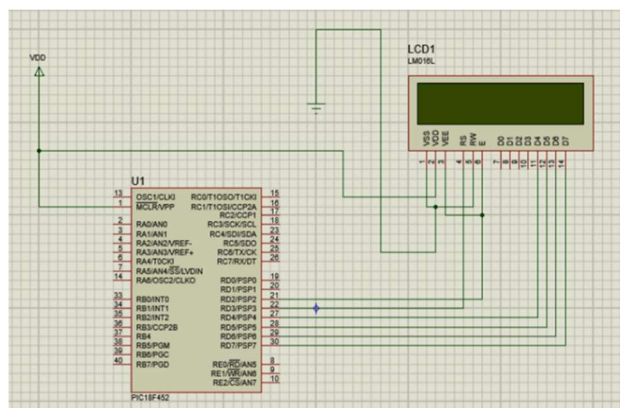 VDD
LCD1
LM016L
VSS
VDD
VEE
RS
RW
E
D0
D1
D2
D3
D4
D5
D6
D7
1
2
3
4
5
6
7
8
9
10
11
12
13
14
U1
13 OSC1/CLKI RC0/T1OSO/T1CKI 15
1 MCLR/VPP RC1/T1OSI/CCP2A 16
RC2/CCP1 17
2 RA0/AN0 RC3/SCK/SCL 18
3 RA1/AN1 RC4/SDI/SDA 23
4 RA2/AN2/VREF- RC5/SDO 24
5 RA3/AN3/VREF+ RC6/TX/CK 25
6 RA4/T0CKI RC7/RX/DT 26
7 RA5/AN4/SS/LVDIN
14 RA6/OSC2/CLKO RD0/PSP0 19
RD1/PSP1 20
33 RB0/INT0 RD2/PSP2 21
34 RB1/INT1 RD3/PSP3 22
35 RB2/INT2 RD4/PSP4 27
36 RB3/CCP2B RD5/PSP5 28
37 RB4 RD6/PSP6 29
38 RB5/PGM RD7/PSP7 30
39 RB6/PGC
40 RB7/PGD RE0/RD/AN5 8
RE1/WR/AN6 9
RE2/CS/AN7 10
PIC18F452